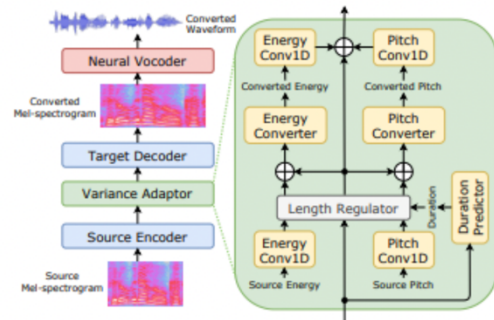 Converted
Waveform
Neural Vocoder
Converted
Mel-spectrogram
Target Decoder
Variance Adaptor
Source Encoder
Source
Mel-spectrogram
Energy
Conv1D
Pitch
Conv1D
Converted Energy
Converted Pitch
Energy
Converter
Pitch
Converter
Length Regulator
Duration
Duration
Predictor
Energy
Conv1D
Pitch
Conv1D
Source Energy
Source Pitch